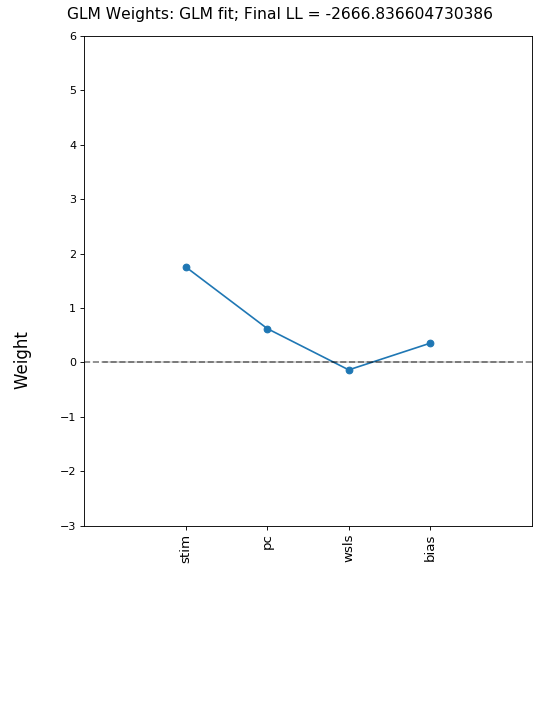 GLM Weights: GLM fit; Final LL = -2666.836604730386
6
5
4
3
2
1
0
−1
−2
−3
Weight
stim
pc
wsls
bias